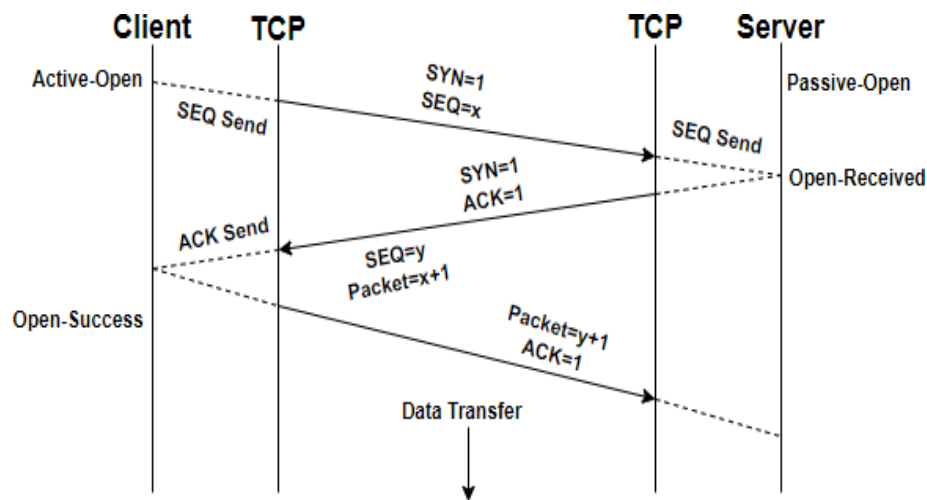 Client
TCP
TCP
Server
Active-Open
SYN=1
SEQ=x
Passive-Open
SEQ Send
SEQ Send
SYN=1
ACK=1
Open-Received
ACK Send
SEQ=y
Packet=x+1
Open-Success
Packet=y+1
ACK=1
Data Transfer